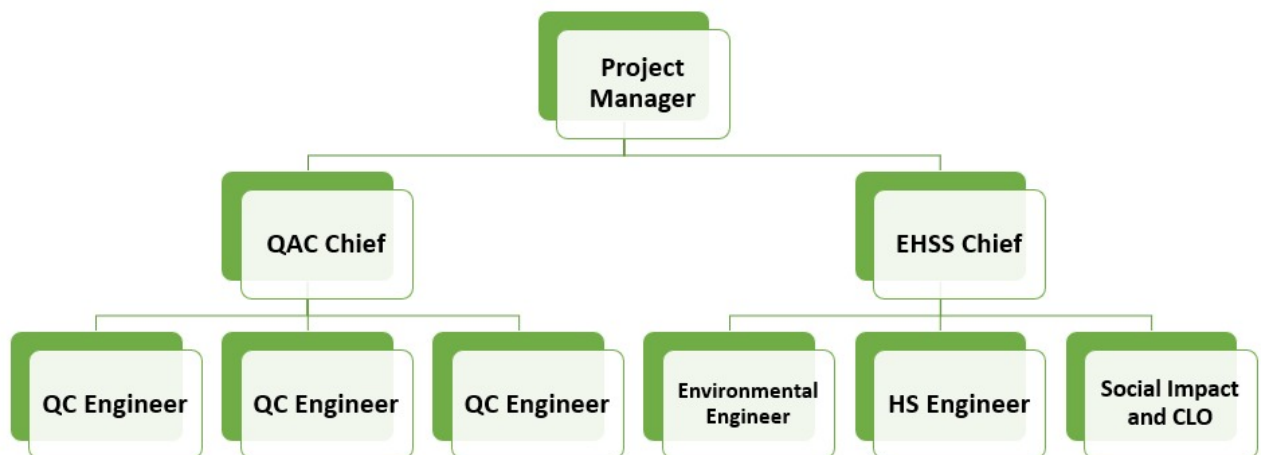 Project
Manager
QAC Chief
EHSS Chief
QC Engineer
QC Engineer
QC Engineer
Environmental
Engineer
HS Engineer
Social Impact
and CLO